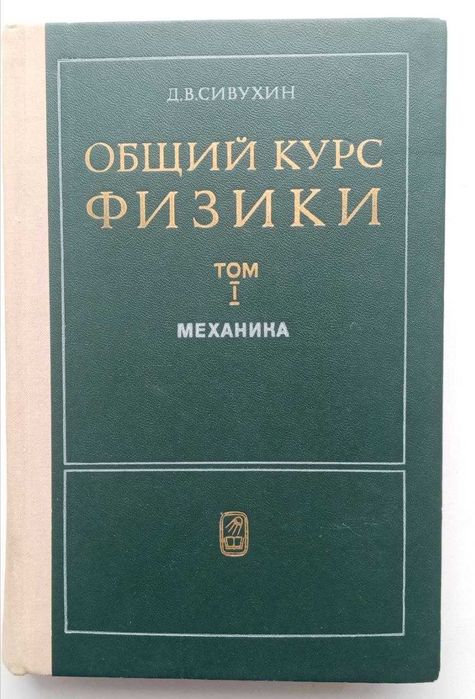 Д.В.СИВУХИН
ОБЩИЙ КУРС
ФИЗИКИ
ТОМ
I
МЕХАНИКА